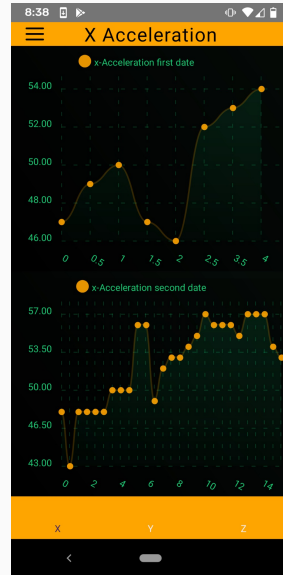 8:38
X Acceleration
x-Acceleration first date
54.00
52.00
50.00
48.00
46.00
0 0.5 1 1.5 2 2.5 3.5 4
x-Acceleration second date
57.00
53.50
50.00
46.50
43.00
0 2 4 6 8 10 12 14
X Y Z